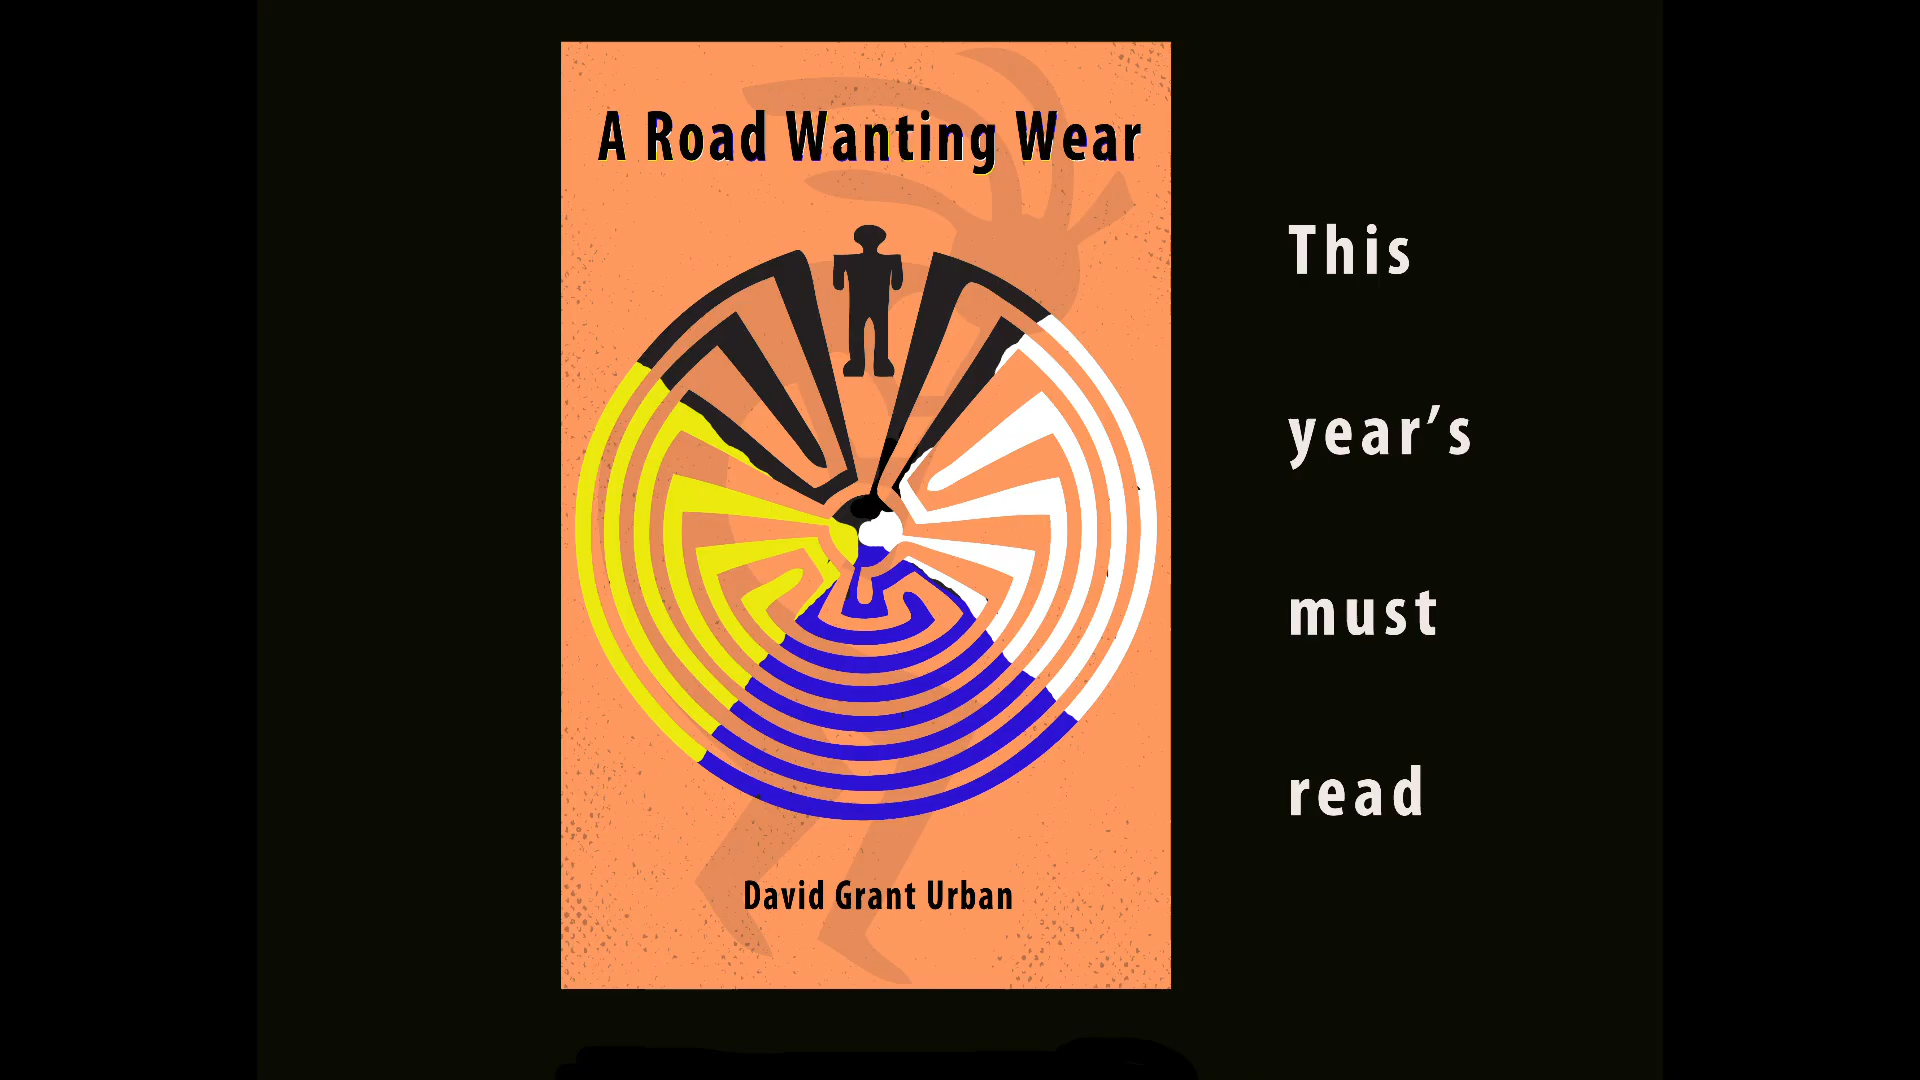 A Road Wanting Wear
David Grant Urban
This
year’s
must
read